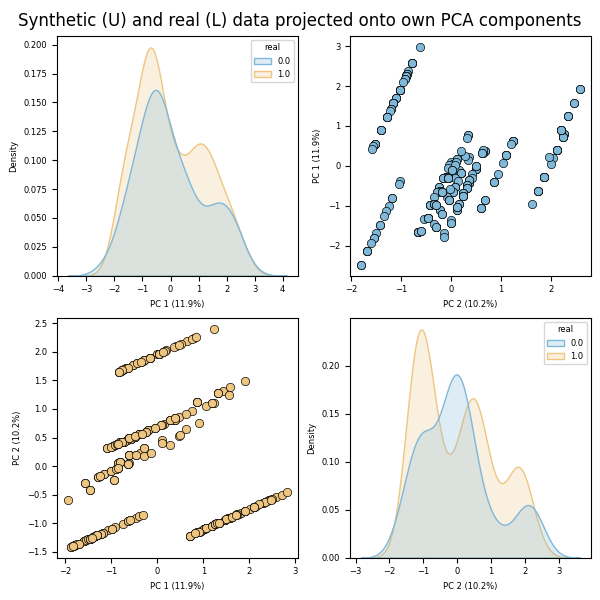 Synthetic (U) and real (L) data projected onto own PCA components
0.200
0.175
0.150
0.125
0.100
0.075
0.050
0.025
0.000
Density
−4 −3 −2 −1 0 1 2 3 4
PC 1 (11.9%)
real
0.0
1.0
3
2
1
0
−1
−2
PC 1 (11.9%)
−2 −1 0 1 2
PC 2 (10.2%)
2.5
2.0
1.5
1.0
0.5
0.0
−0.5
−1.0
−1.5
PC 2 (10.2%)
−2 −1 0 1 2 3
PC 1 (11.9%)
0.20
0.15
0.10
0.05
0.00
Density
−3 −2 −1 0 1 2 3
PC 2 (10.2%)
real
0.0
1.0